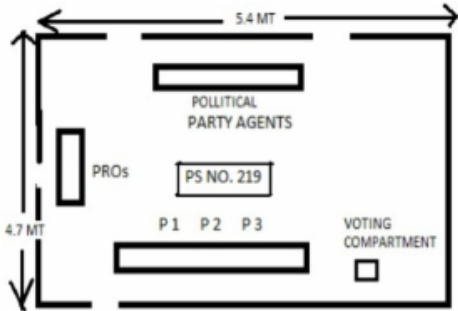 5.4 MT
POLLITICAL
PARTY AGENTS
PROs
PS NO. 219
4.7 MT
P 1 P 2 P 3
VOTING
COMPARTMENT